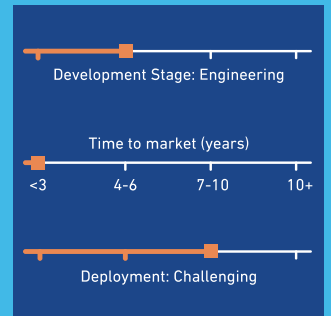 Development Stage: Engineering
Time to market (years)
<3 4-6 7-10 10+
Deployment: Challenging